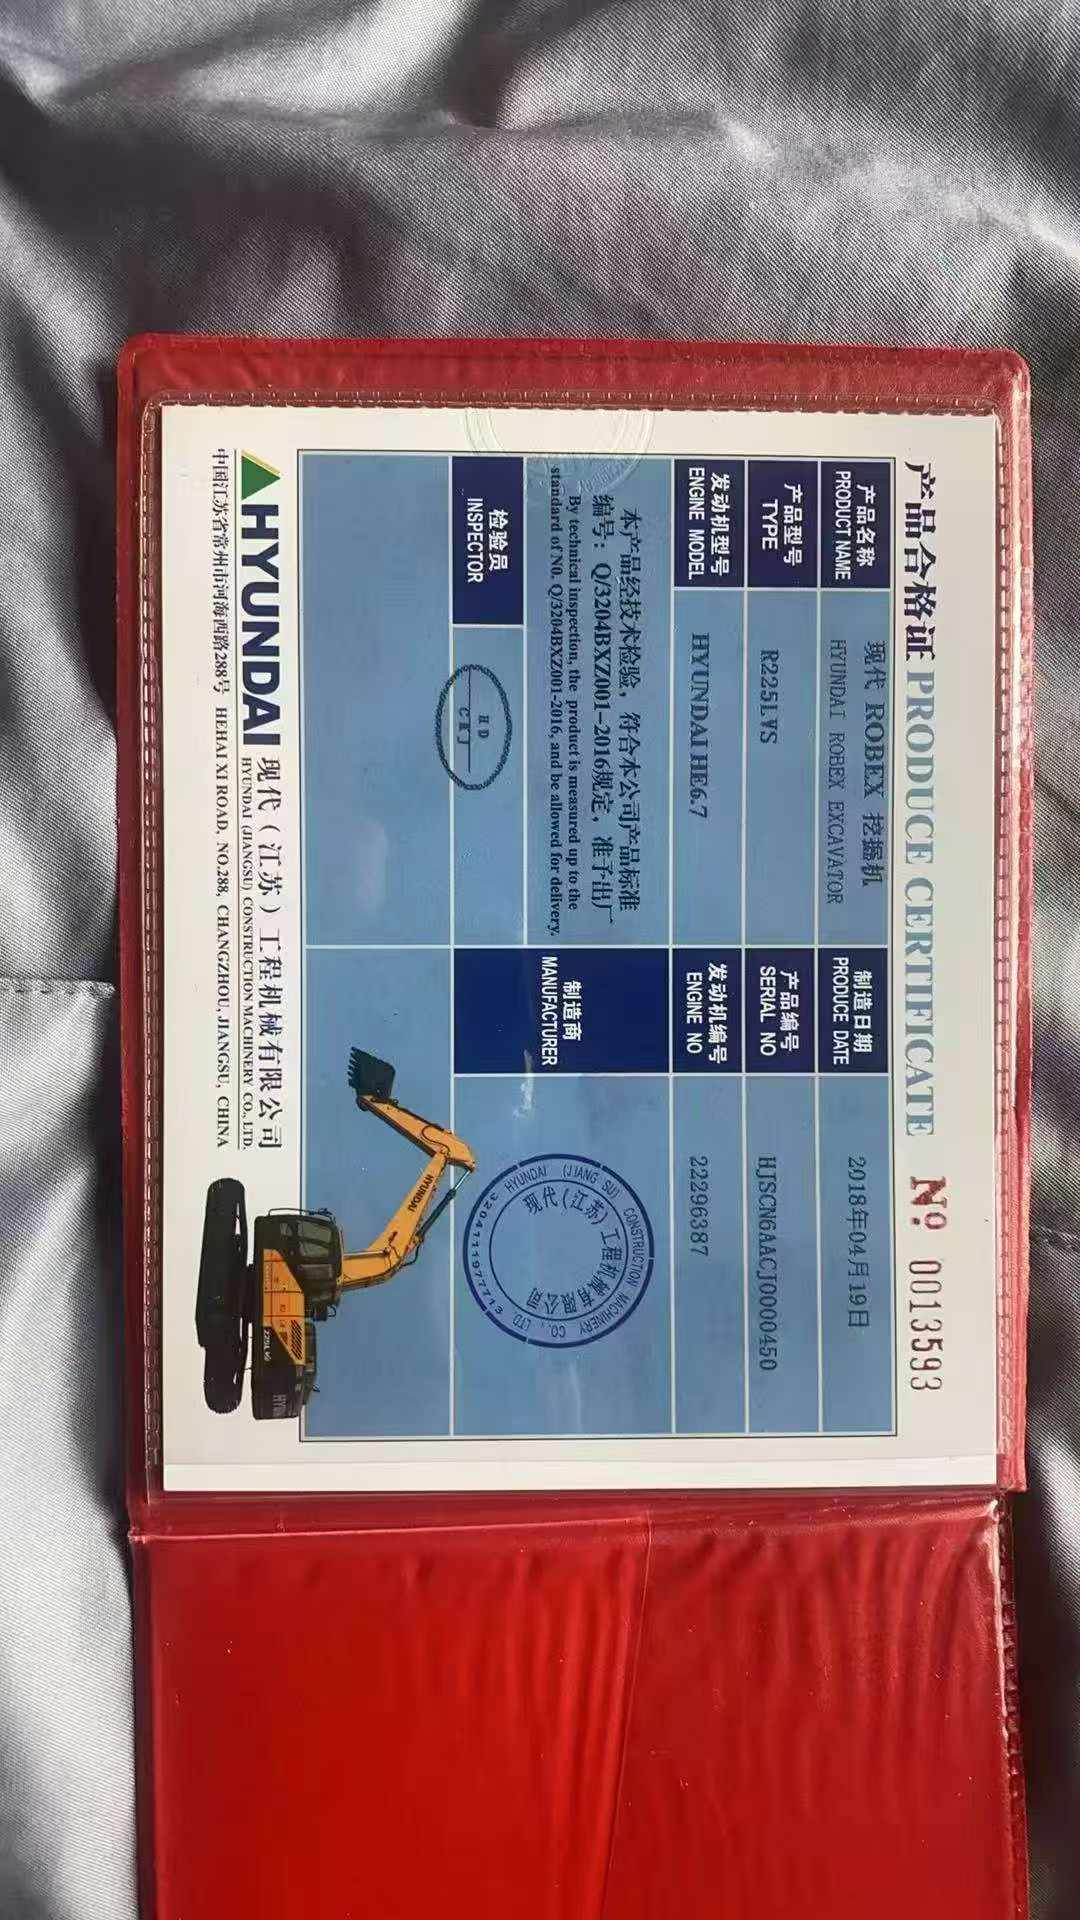 产品合格证 PRODUCE CERTIFICATE № 0013593
产品名称
PRODUCT NAME
现代 ROBEX 挖掘机
HYUNDAI ROBEX EXCAVATOR
制造日期
PRODUCE DATE
2018年04月19日
产品型号
TYPE
R225LVS
产品编号
SERIAL NO
HJSCN6AACJ0000450
发动机型号
ENGINE MODEL
HYUNDAI HE6.7
发动机编号
ENGINE NO
22296387
本产品经技术检验，符合本公司产品标准
编号：Q/3204BXZ001-2016规定，准予出厂
By technical inspection, the product is measured up to the
standard of N0. Q/3204BXZ001-2016, and be allowed for delivery.
制造商
MANUFACTURER
HYUNDAI (JIANG SU) CONSTRUCTION MACHINERY CO., LTD.
现代(江苏)工程机械有限公司
3204111977713
检验员
INSPECTOR
HD
CKJ
HYUNDAI
HYUNDAI
现代（江苏）工程机械有限公司
HYUNDAI (JIANGSU) CONSTRUCTION MACHINERY CO., LTD.
中国江苏省常州市河海西路288号 HEHAI XI ROAD, NO.288, CHANGZHOU, JIANGSU, CHINA